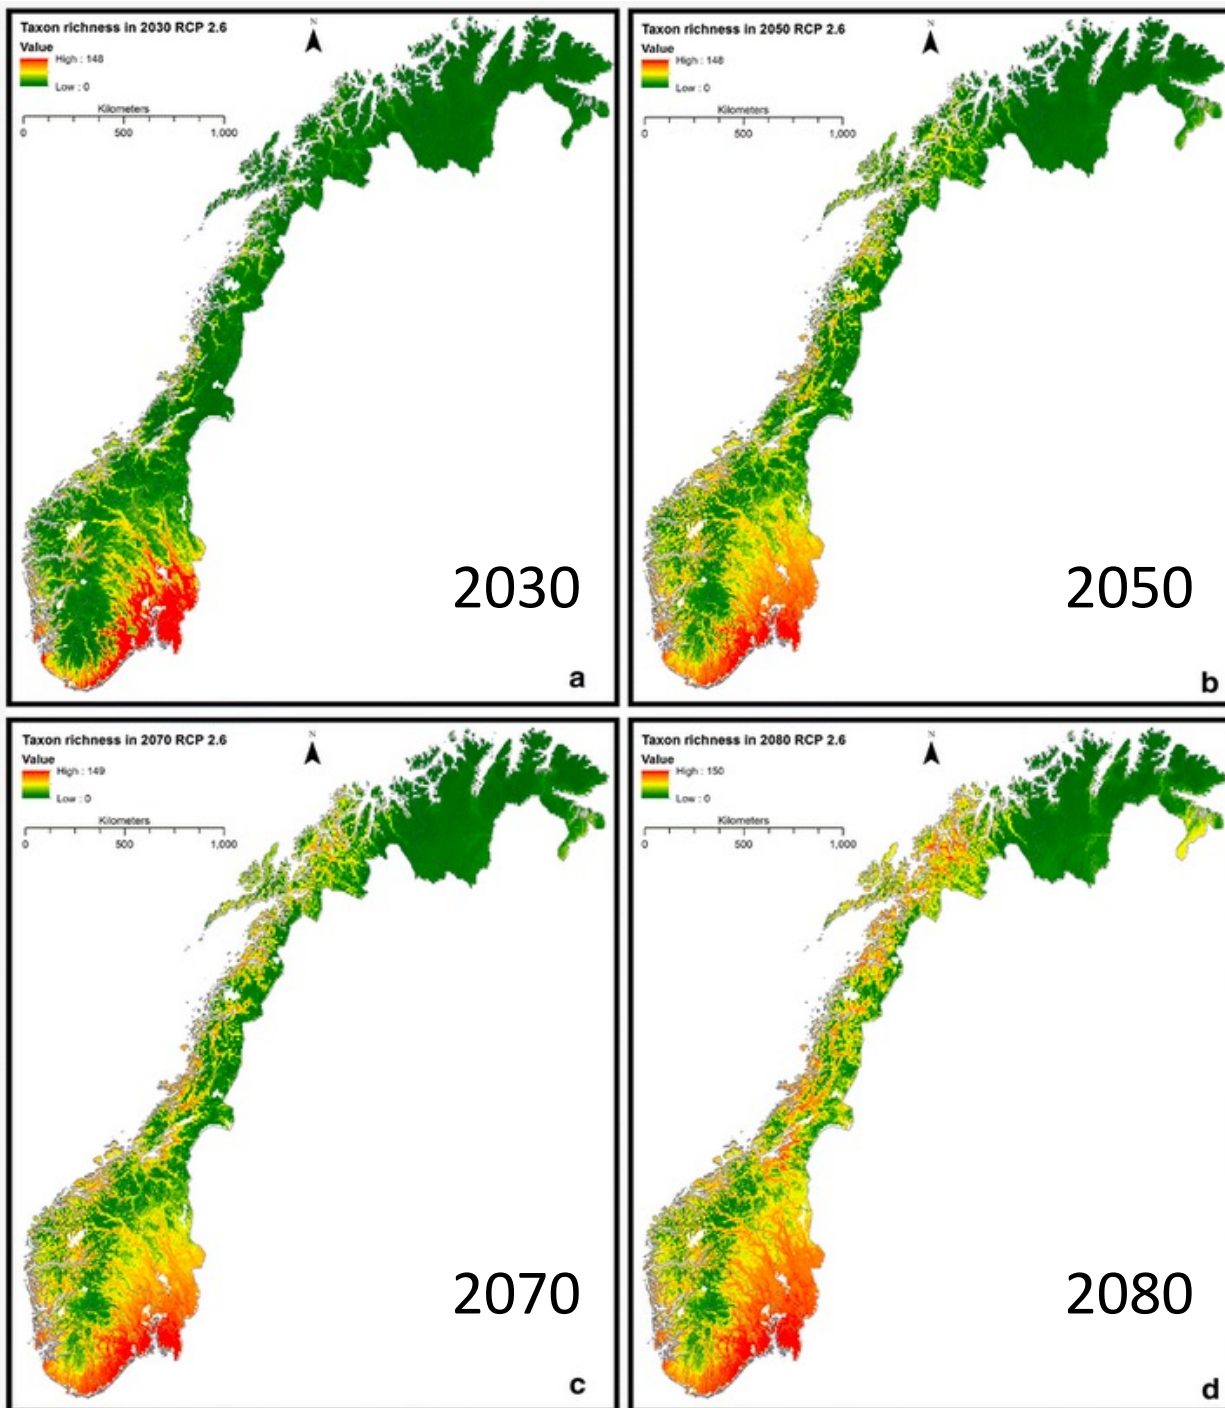 Taxon richness in 2030 RCP 2.6
N
Value
High : 148
Low : 0
Kilometers
0 500 1,000
2030
a
Taxon richness in 2050 RCP 2.6
N
Value
High : 148
Low : 0
Kilometers
0 500 1,000
2050
b
Taxon richness in 2070 RCP 2.6
N
Value
High : 149
Low : 0
Kilometers
0 500 1,000
2070
c
Taxon richness in 2080 RCP 2.6
N
Value
High : 150
Low : 0
Kilometers
0 500 1,000
2080
d